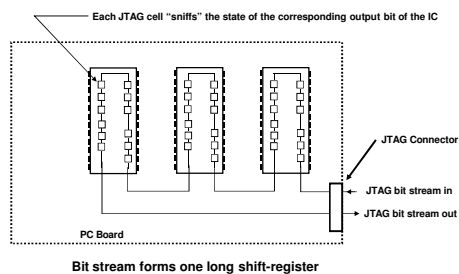 Each JTAG cell “sniffs” the state of the corresponding output bit of the IC
JTAG Connector
JTAG bit stream in
JTAG bit stream out
PC Board
Bit stream forms one long shift-register